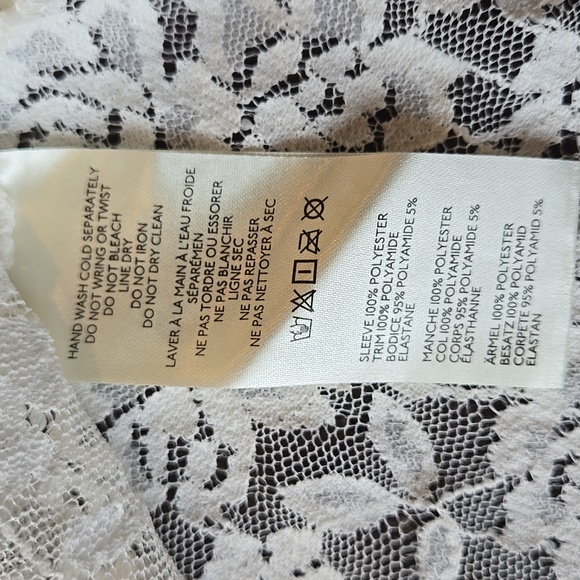 HAND WASH COLD SEPARATELY
DO NOT WRING OR TWIST
DO NOT BLEACH
LINE DRY
DO NOT IRON
DO NOT DRY CLEAN
LAVER À LA MAIN À L'EAU FROIDE
SÉPARÉMEN
NE PAS TORDRE OU ESSORER
NE PAS BLANCHIR
LIGNE SEC
NE PAS REPASSER
NE PAS NETTOYER À SEC
SLEEVE 100% POLYESTER
TRIM 100% POLYAMIDE
BODICE 95% POLYAMIDE 5%
ELASTANE
MANCHE 100% POLYESTER
COL 100% POLYAMIDE
CORPS 95% POLYAMIDE 5%
ÉLASTHANNE
ÄRMEL 100% POLYESTER
BESATZ 100% POLYAMID
CORPETE 95% POLYAMID 5%
ELASTAN